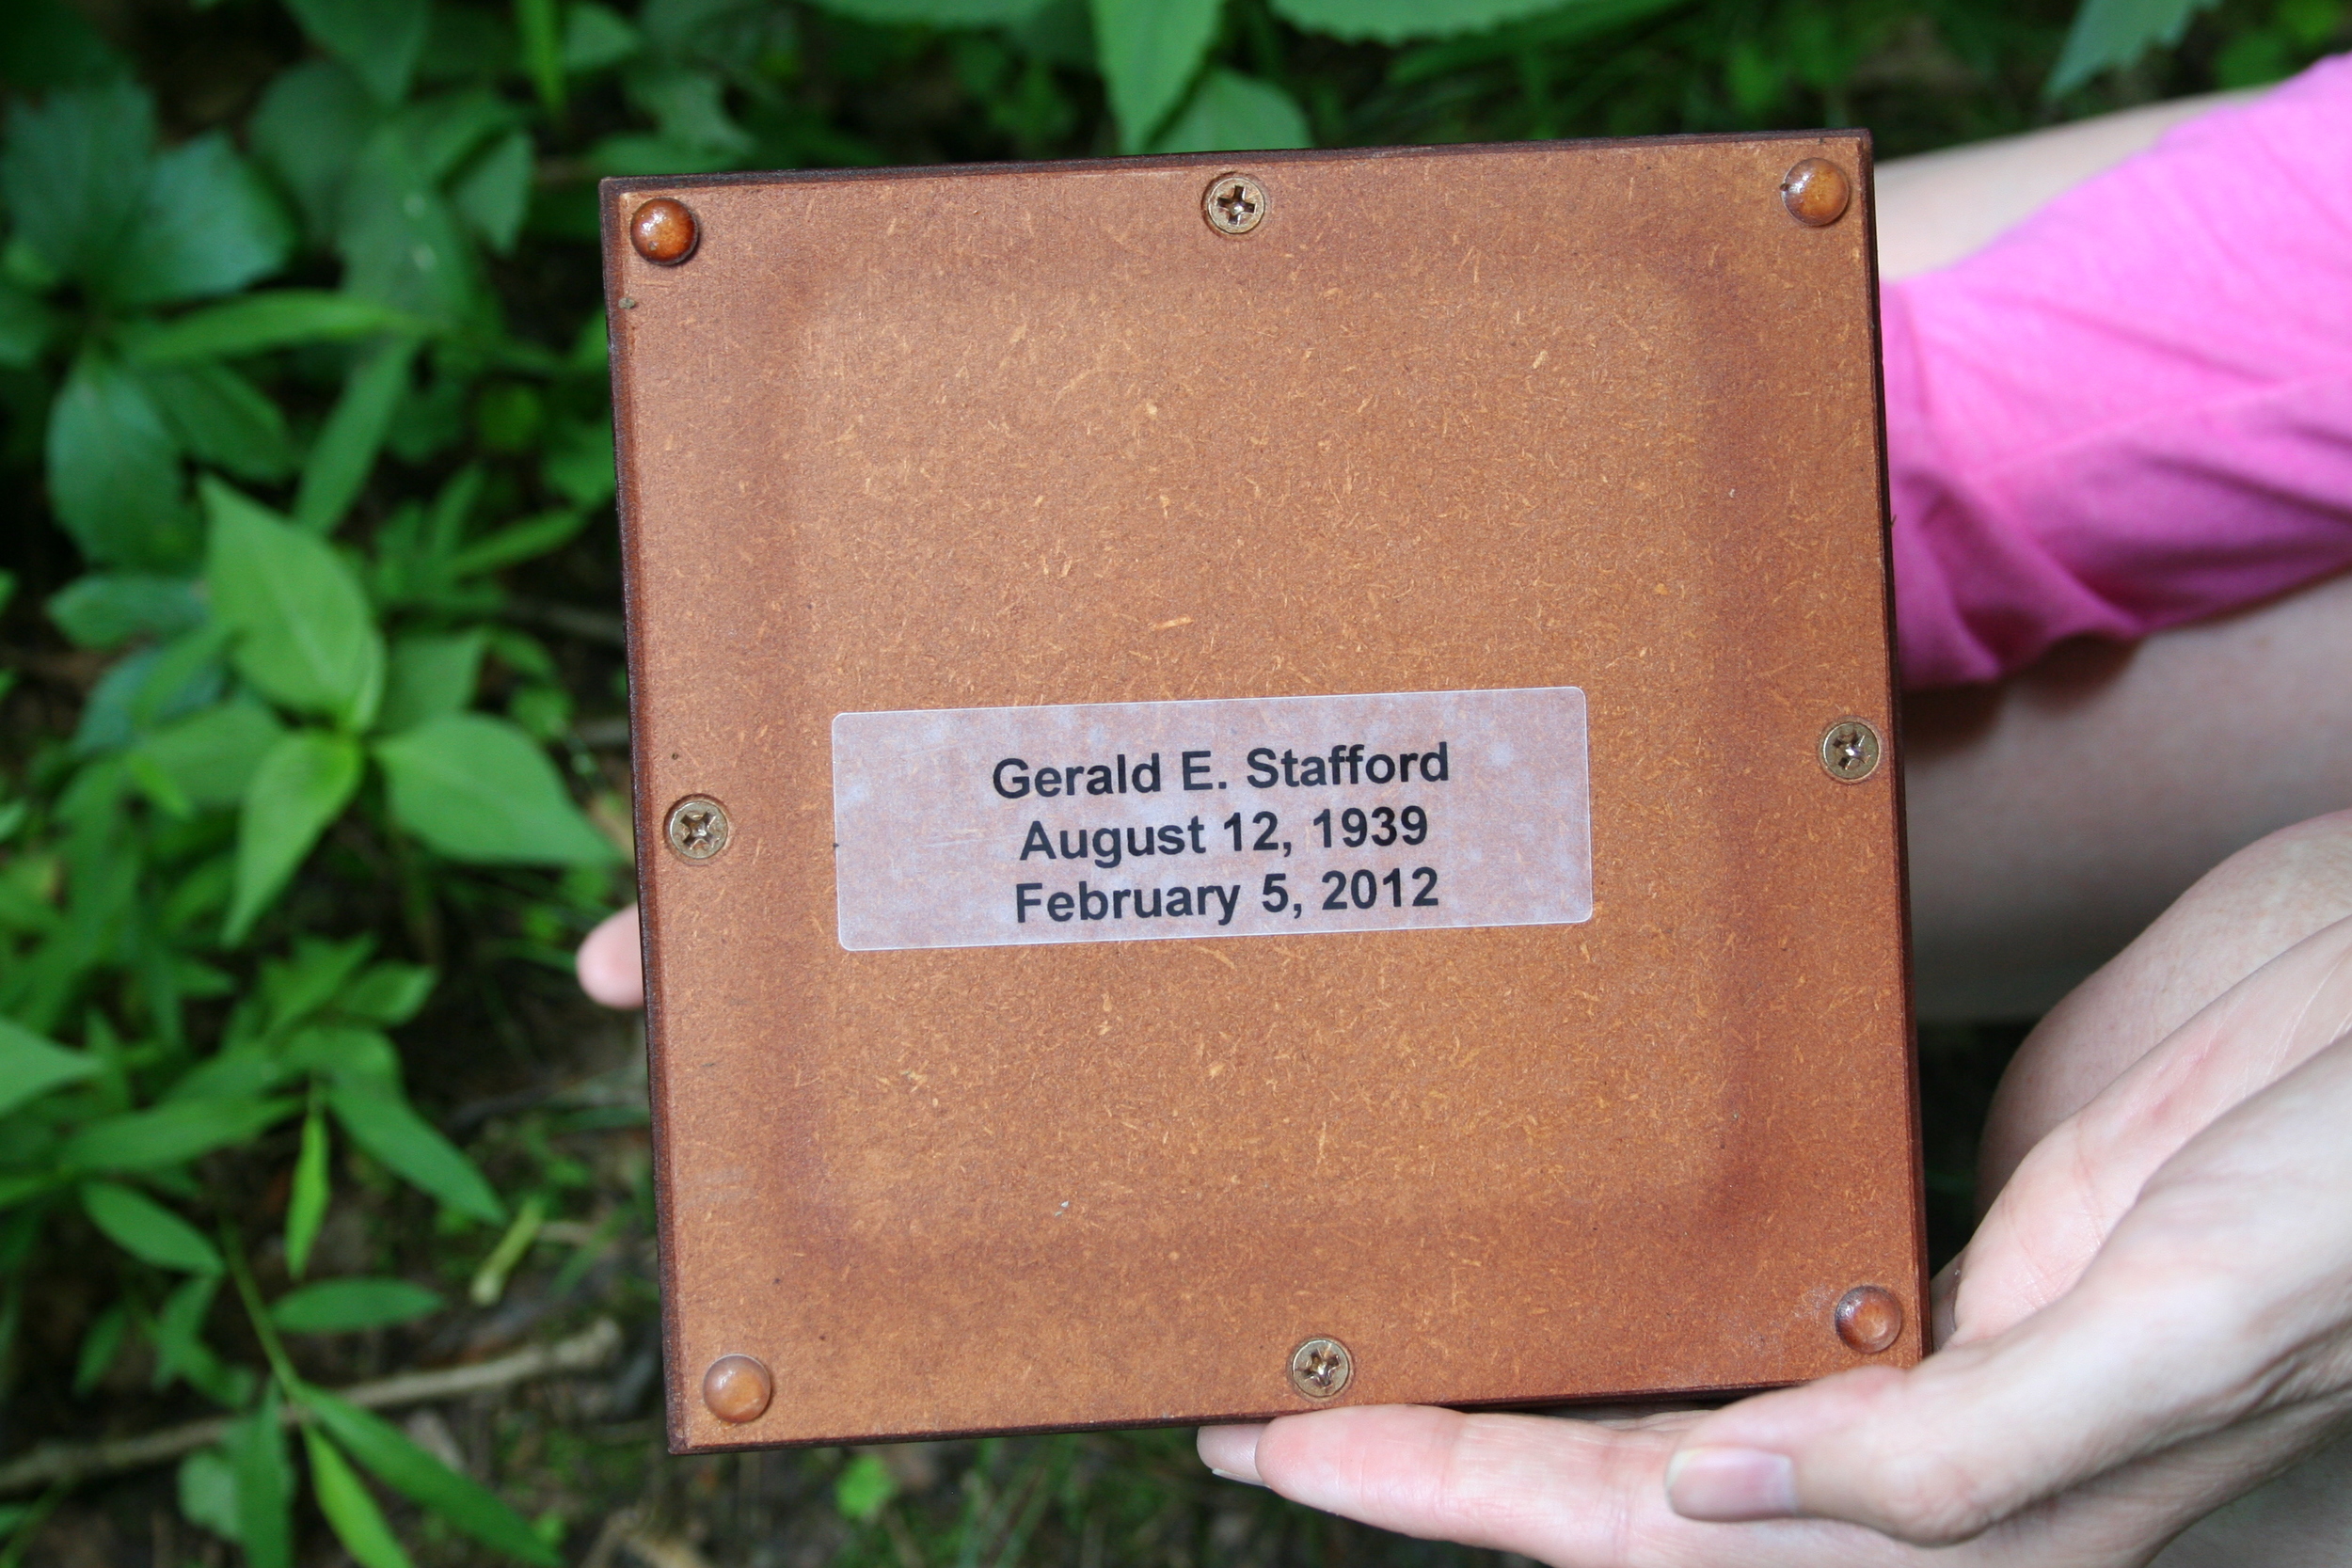 Gerald E. Stafford
August 12, 1939
February 5, 2012